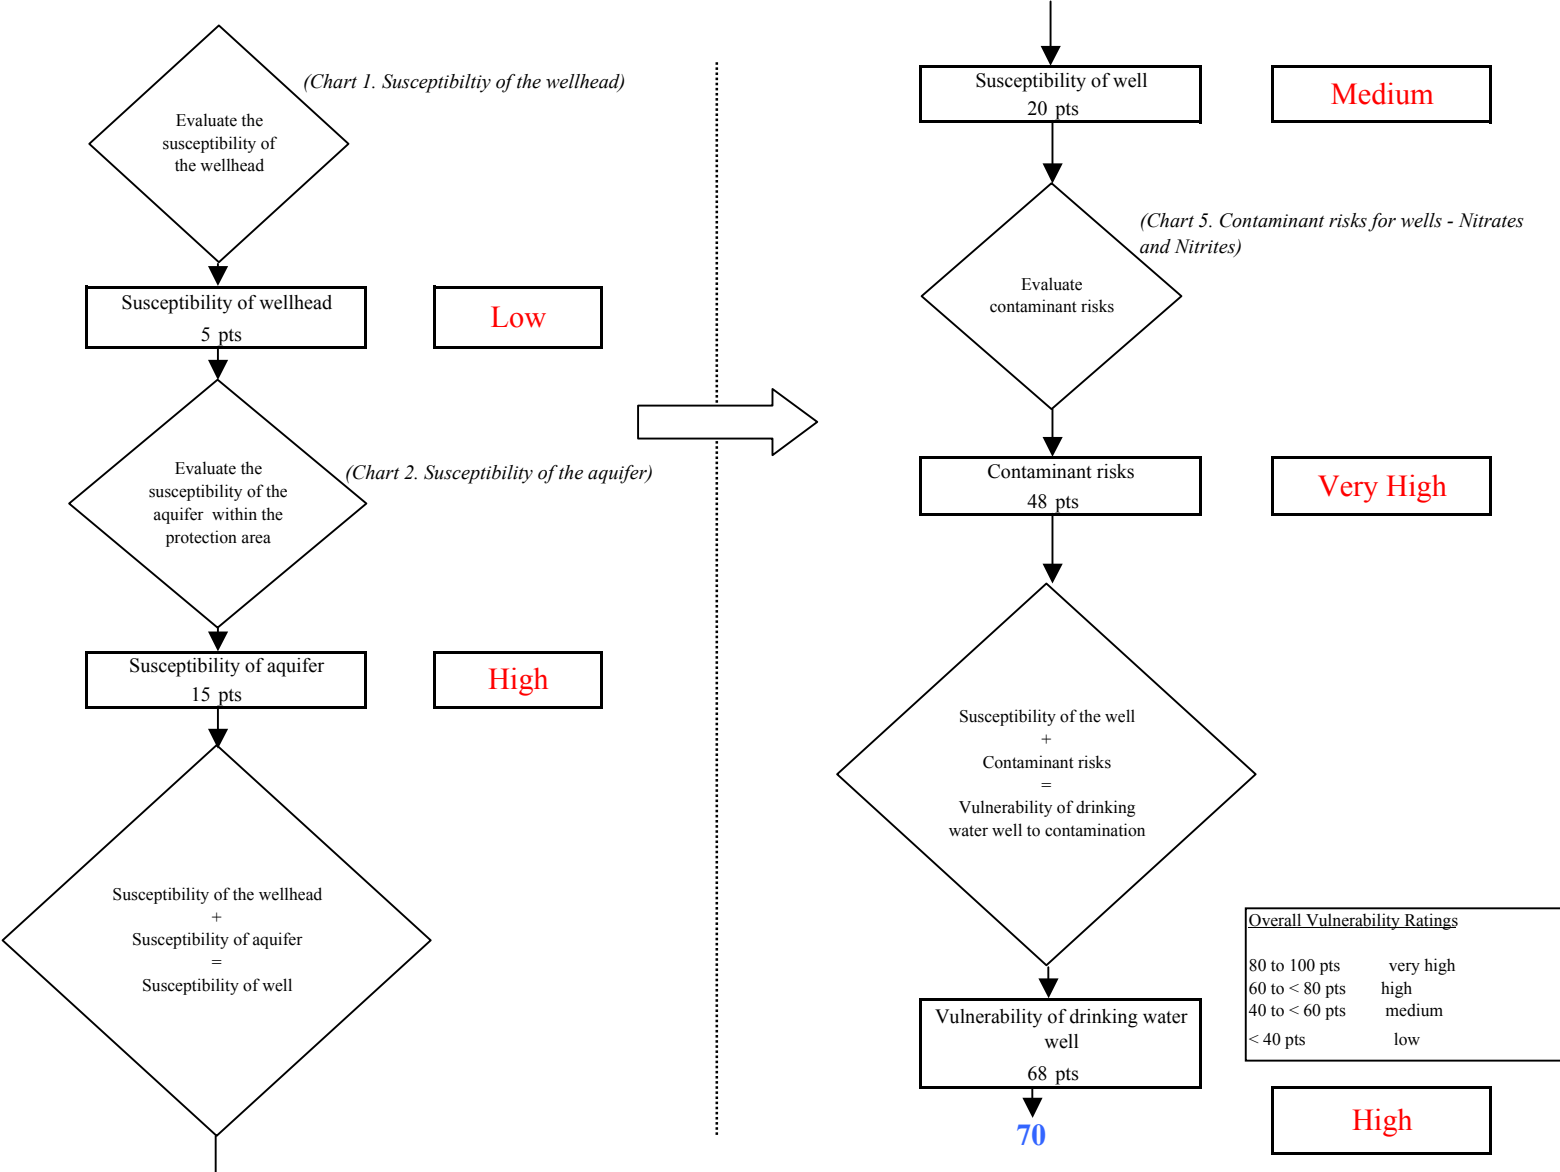 (Chart 1. Susceptibiltiy of the wellhead)
Evaluate the
susceptibility of
the wellhead
Susceptibility of wellhead
5 pts
Low
(Chart 2. Susceptibility of the aquifer)
Evaluate the
susceptibility of the
aquifer within the
protection area
Susceptibility of aquifer
15 pts
High
Susceptibility of the wellhead
+
Susceptibility of aquifer
=
Susceptibility of well
Susceptibility of well
20 pts
Medium
(Chart 5. Contaminant risks for wells - Nitrates
and Nitrites)
Evaluate
contaminant risks
Contaminant risks
48 pts
Very High
Susceptibility of the well
+
Contaminant risks
=
Vulnerability of drinking
water well to contamination
Overall Vulnerability Ratings
80 to 100 pts very high
60 to < 80 pts high
40 to < 60 pts medium
< 40 pts low
Vulnerability of drinking water
well
68 pts
70
High